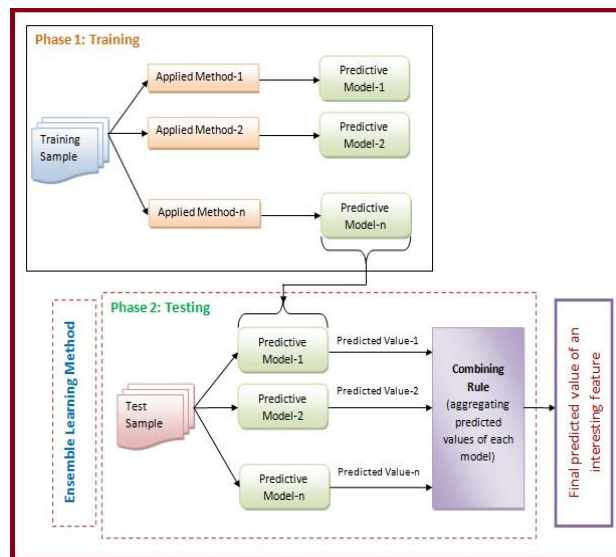 Phase 1: Training
Applied Method-1
Predictive
Model-1
Training
Sample
Applied Method-2
Predictive
Model-2
Applied Method-n
Predictive
Model-n
Ensemble Learning Method
Phase 2: Testing
Test
Sample
Predictive
Model-1
Predicted Value-1
Predictive
Model-2
Predicted Value-2
Predictive
Model-n
Predicted Value-n
Combining
Rule
(aggregating
predicted
values of each
model)
Final predicted value of an
interesting feature